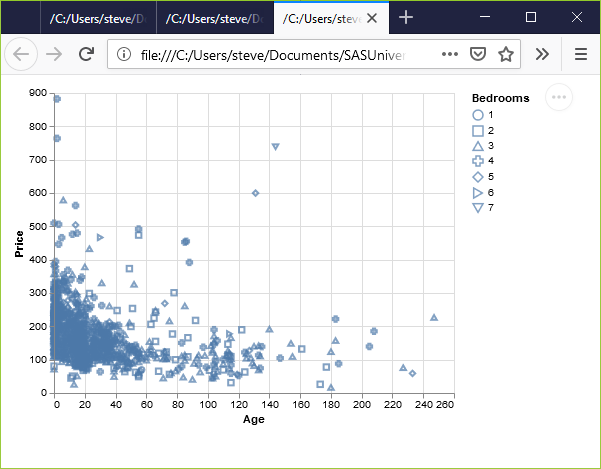 /C:/Users/steve/D
/C:/Users/steve/Do
/C:/Users/steve
file:///C:/Users/steve/Documents/SASUniver
900
800
700
600
500
400
300
200
100
0
Price
0 20 40 60 80 100 120 140 160 180 200 220 240 260
Age
Bedrooms
1
2
3
4
5
6
7